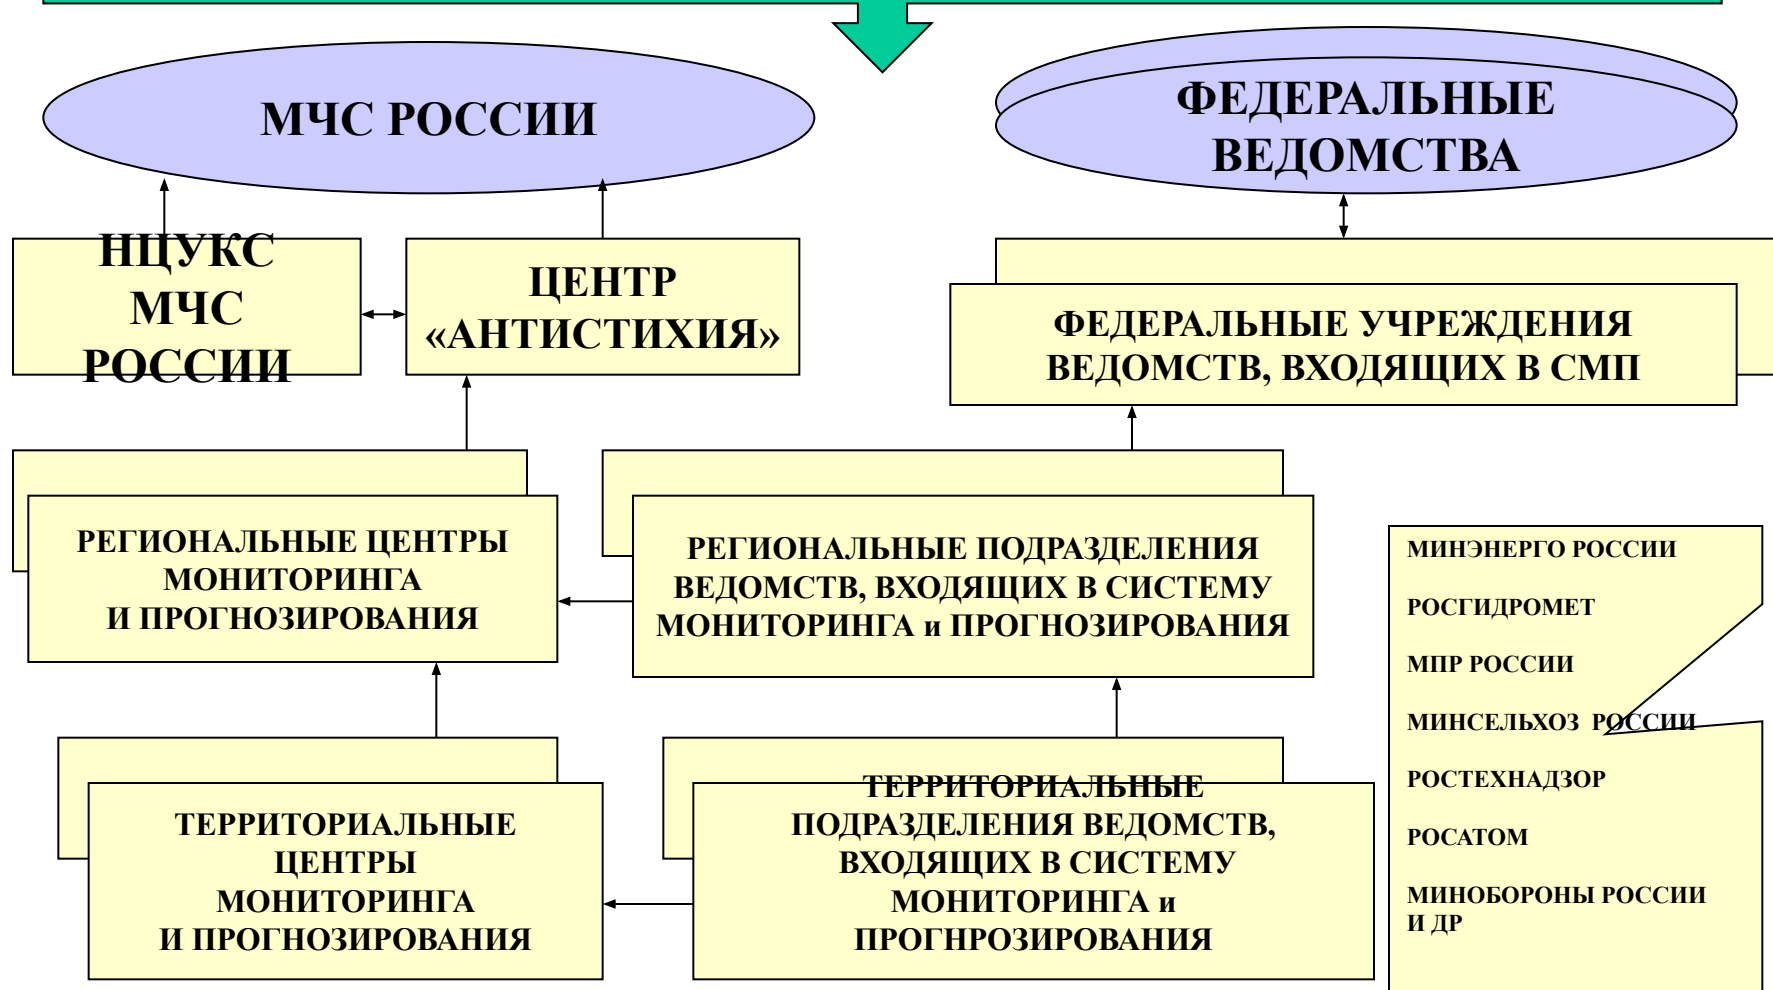 МЧС РОССИИ
ФЕДЕРАЛЬНЫЕ
ВЕДОМСТВА
НЦУКС
МЧС
РОССИИ
ЦЕНТР
«АНТИСТИХИЯ»
ФЕДЕРАЛЬНЫЕ УЧРЕЖДЕНИЯ
ВЕДОМСТВ, ВХОДЯЩИХ В СМП
РЕГИОНАЛЬНЫЕ ЦЕНТРЫ
МОНИТОРИНГА
И ПРОГНОЗИРОВАНИЯ
РЕГИОНАЛЬНЫЕ ПОДРАЗДЕЛЕНИЯ
ВЕДОМСТВ, ВХОДЯЩИХ В СИСТЕМУ
МОНИТОРИНГА и ПРОГНОЗИРОВАНИЯ
МИНЭНЕРГО РОССИИ
РОСГИДРОМЕТ
МПР РОССИИ
МИНСЕЛЬХОЗ РОССИИ
РОСТЕХНАДЗОР
РОСАТОМ
МИНОБОРОНЫ РОССИИ
И ДР
ТЕРРИТОРИАЛЬНЫЕ
ЦЕНТРЫ
МОНИТОРИНГА
И ПРОГНОЗИРОВАНИЯ
ТЕРРИТОРИАЛЬНЫЕ
ПОДРАЗДЕЛЕНИЯ ВЕДОМСТВ,
ВХОДЯЩИХ В СИСТЕМУ
МОНИТОРИНГА и
ПРОГНРОЗИРОВАНИЯ